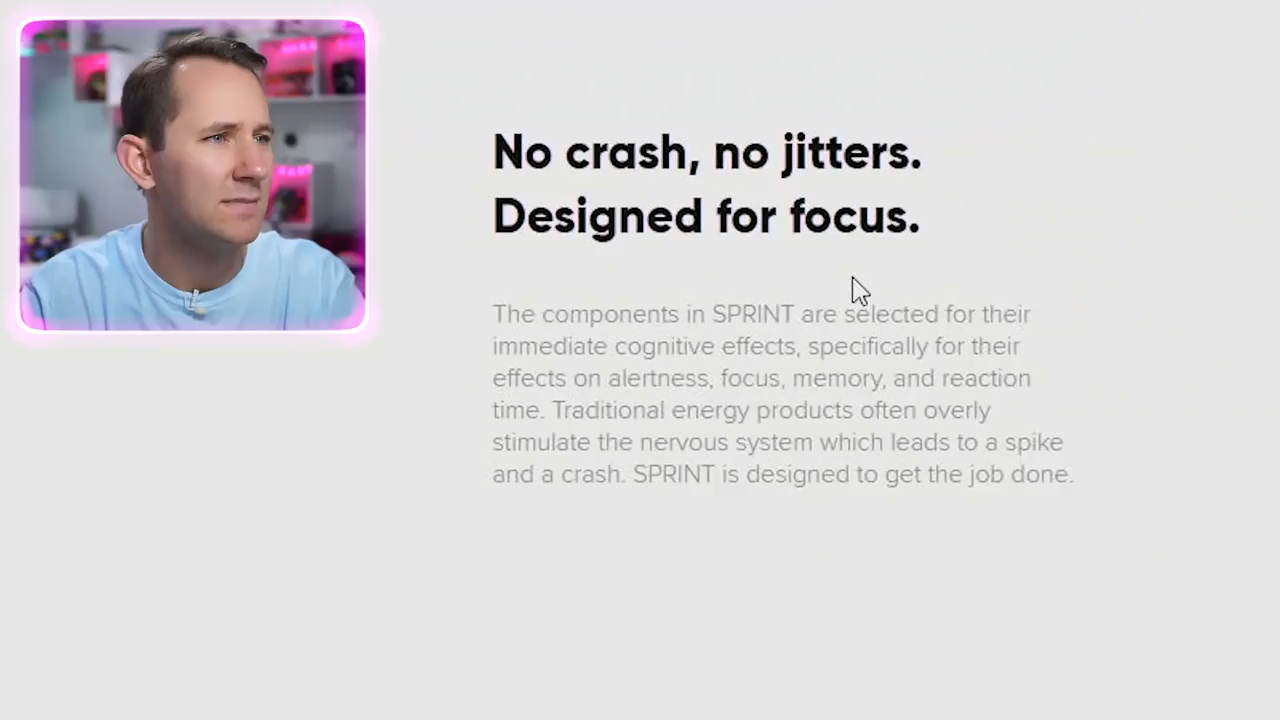 No crash, no jitters.
Designed for focus.
The components in SPRINT are selected for their
immediate cognitive effects, specifically for their
effects on alertness, focus, memory, and reaction
time. Traditional energy products often overly
stimulate the nervous system which leads to a spike
and a crash. SPRINT is designed to get the job done.